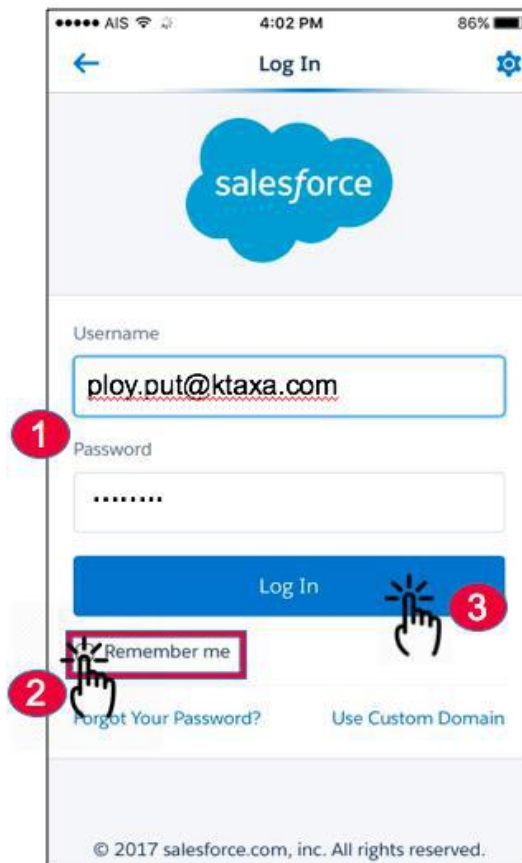 AIS 4:02 PM 86%
Log In
salesforce
Username
ploy.put@ktaxa.com
1
Password
........
Log In
3
Remember me
2
Forgot Your Password? Use Custom Domain
© 2017 salesforce.com, inc. All rights reserved.